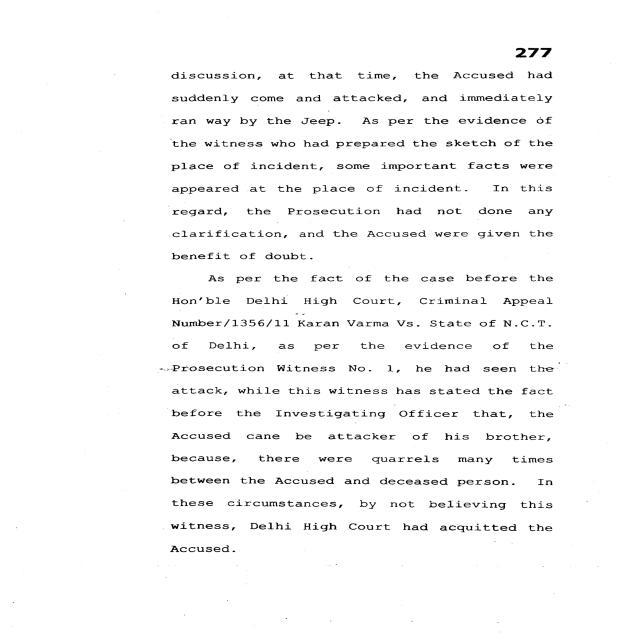 277
discussion, at that time, the Accused had
suddenly come and attacked, and immediately
ran way by the Jeep. As per the evidence of
the witness who had prepared the sketch of the
place of incident, some important facts were
appeared at the place of incident. In this
regard, the Prosecution had not done any
clarification, and the Accused were given the
benefit of doubt.
As per the fact of the case before the
Hon'ble Delhi High Court, Criminal Appeal
Number/1356/11 Karan Varma Vs. State of N.C.T.
of Delhi, as per the evidence of the
Prosecution Witness No. 1, he had seen the
attack, while this witness has stated the fact
before the Investigating Officer that, the
Accused cane be attacker of his brother,
because, there were quarrels many times
between the Accused and deceased person. In
these circumstances, by not believing this
witness, Delhi High Court had acquitted the
Accused.